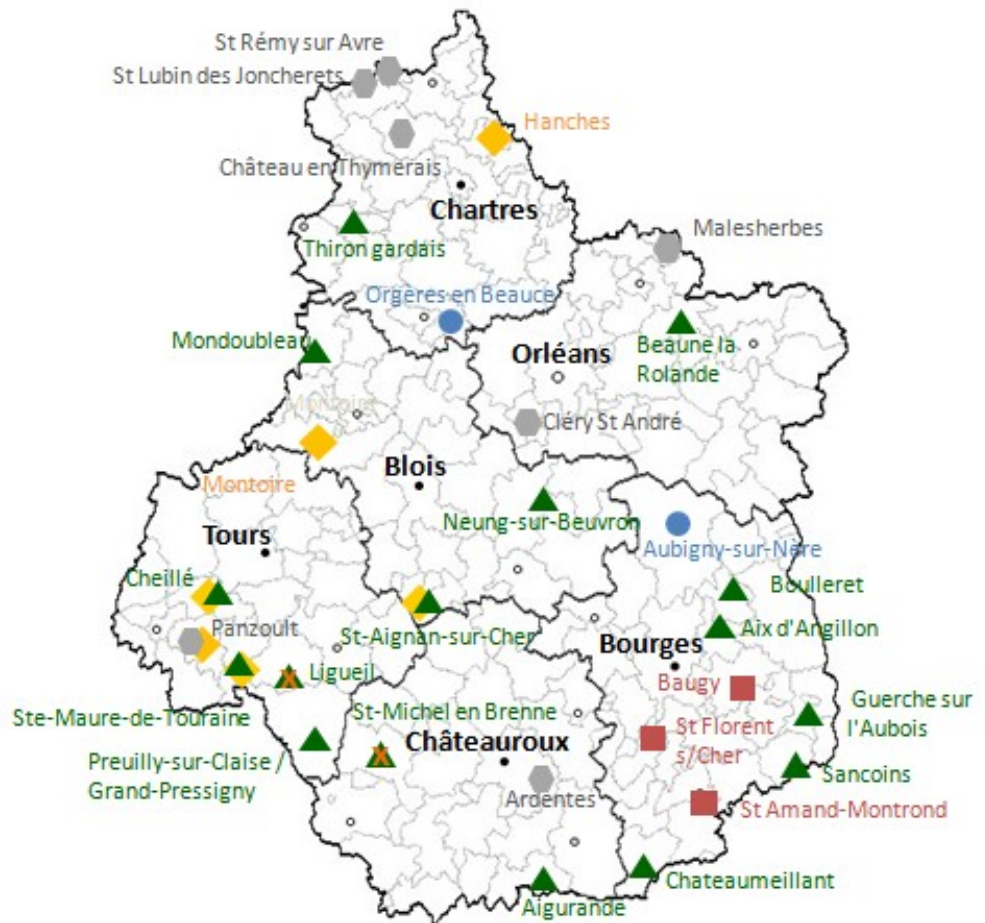 St Rémy sur Avre
St Lubin des Joncherets
Hanches
Château en Thymerais
Chartres
Thiron gardais
Malesherbes
Orgères en Beauce
Mondoubleau
Orléans
Beaune la
Rolande
Montoire
Cléry St André
Blois
Montoire
Neung-sur-Beuvron
Tours
Aubigny-sur-Nère
Cheillé
Boulleret
Panzoult
St-Aignan-sur-Cher
Aix d'Angillon
Bourges
Ligueil
Baugy
Ste-Maure-de-Touraine
St-Michel en Brenne
Guerche sur
l'Aubois
St Florent
s/Cher
Châteauroux
Preuilly-sur-Claise /
Grand-Pressigny
Sancoins
Ardentes
St Amand-Montrond
Chateaumeillant
Aigurande